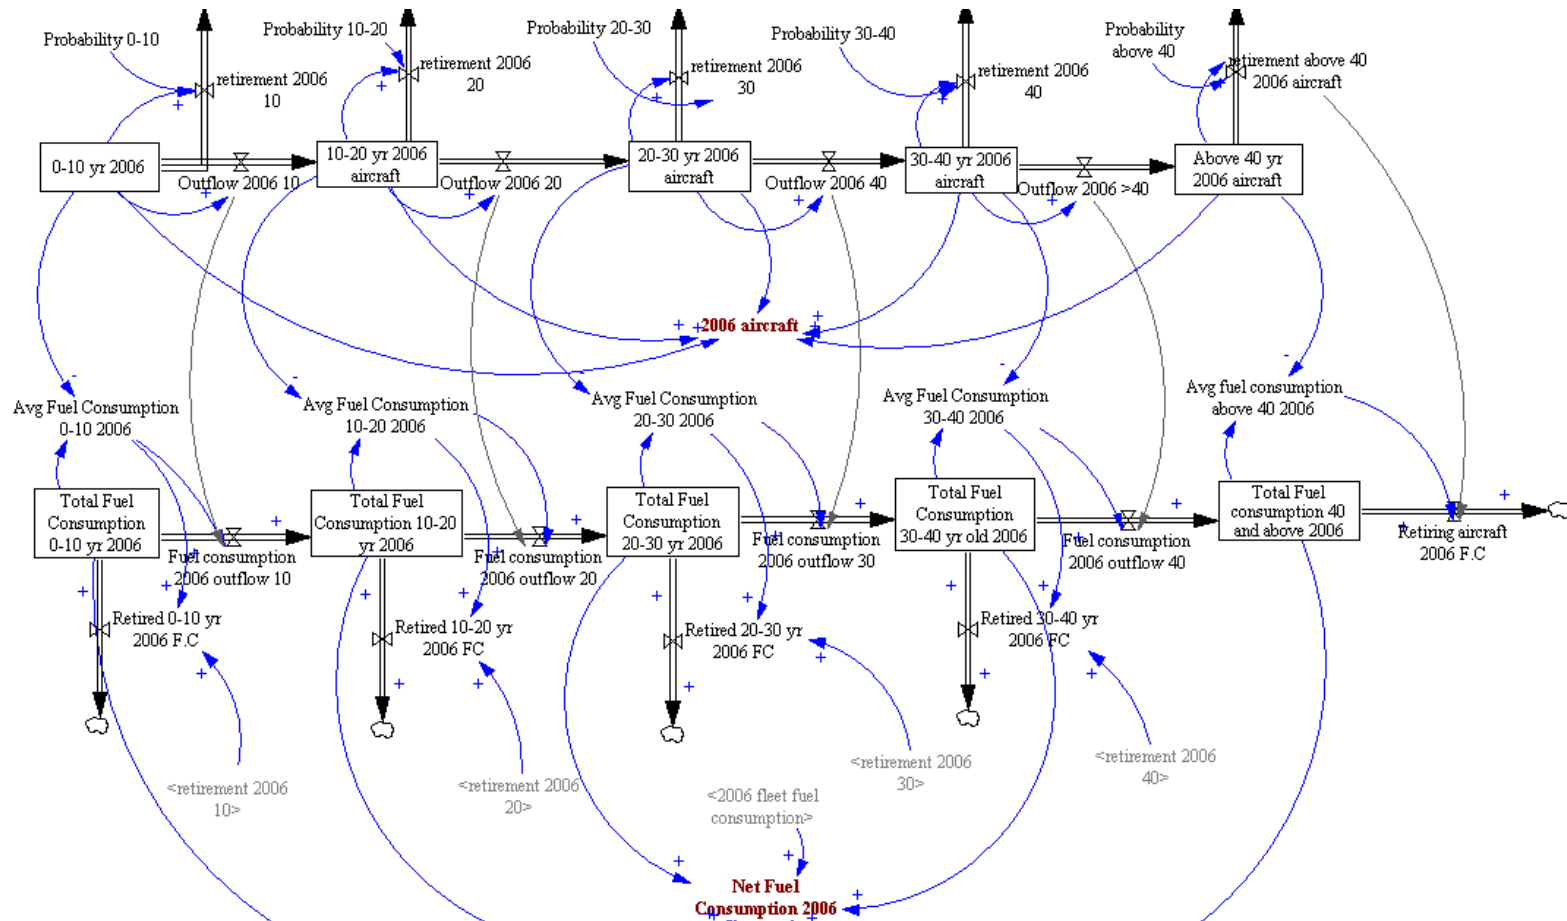 Probability 0-10
Probability 10-20
Probability 20-30
Probability 30-40
Probability
above 40
retirement 2006
10
retirement 2006
20
retirement 2006
30
retirement 2006
40
retirement above 40
2006 aircraft
0-10 yr 2006
10-20 yr 2006
aircraft
20-30 yr 2006
aircraft
30-40 yr 2006
aircraft
Above 40 yr
2006 aircraft
Outflow 2006 10
Outflow 2006 20
Outflow 2006 40
Outflow 2006 >40
2006 aircraft
Avg Fuel Consumption
0-10 2006
Avg Fuel Consumption
10-20 2006
Avg Fuel Consumption
20-30 2006
Avg Fuel Consumption
30-40 2006
Avg fuel consumption
above 40 2006
Total Fuel
Consumption
0-10 yr 2006
Total Fuel
Consumption 10-20
yr 2006
Total Fuel
Consumption
20-30 yr 2006
Total Fuel
Consumption
30-40 yr old 2006
Total Fuel
consumption 40
and above 2006
Fuel consumption
2006 outflow 10
Fuel consumption
2006 outflow 20
Fuel consumption
2006 outflow 30
Fuel consumption
2006 outflow 40
Retiring aircraft
2006 F.C
Retired 0-10 yr
2006 F.C
Retired 10-20 yr
2006 FC
Retired 20-30 yr
2006 FC
Retired 30-40 yr
2006 FC
<retirement 2006
10>
<retirement 2006
20>
<retirement 2006
30>
<retirement 2006
40>
<2006 fleet fuel
consumption>
Net Fuel
Consumption 2006